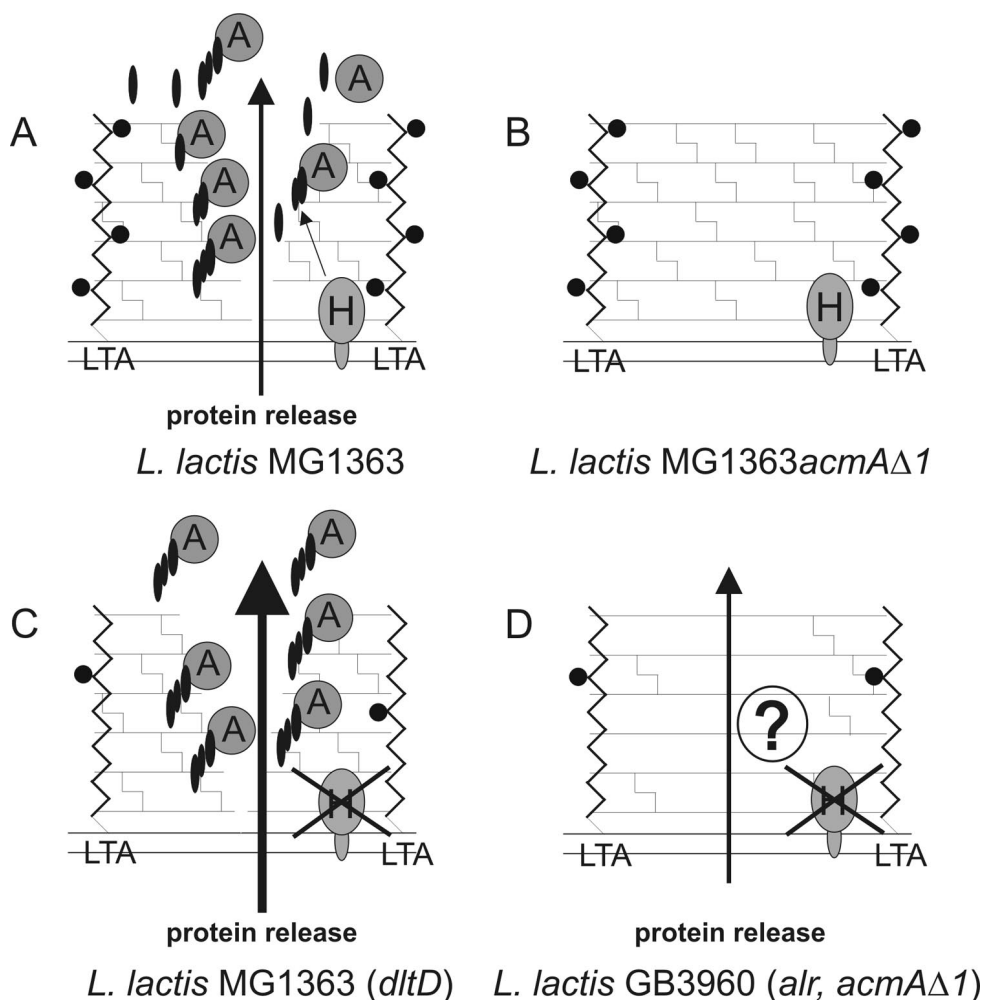 A
A
A
A
A
A
A
H
LTA
LTA
protein release
L. lactis MG1363
B
H
LTA
LTA
L. lactis MG1363acmAΔ1
C
A
A
A
A
A
A
H
LTA
LTA
protein release
L. lactis MG1363 (dltD)
D
?
H
LTA
LTA
protein release
L. lactis GB3960 (alr, acmAΔ1)